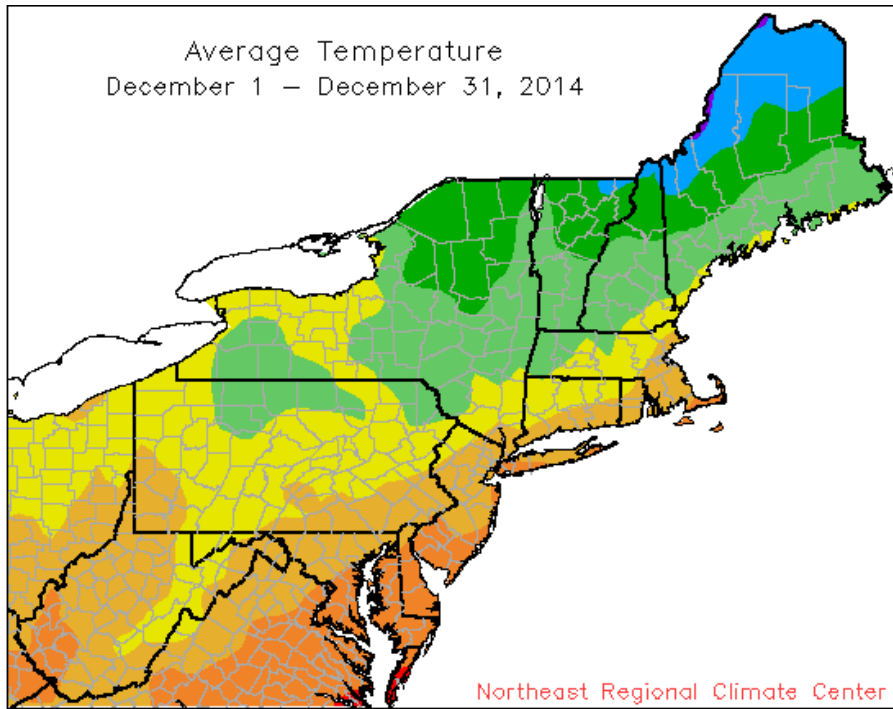 Average Temperature
December 1 – December 31, 2014
Northeast Regional Climate Center